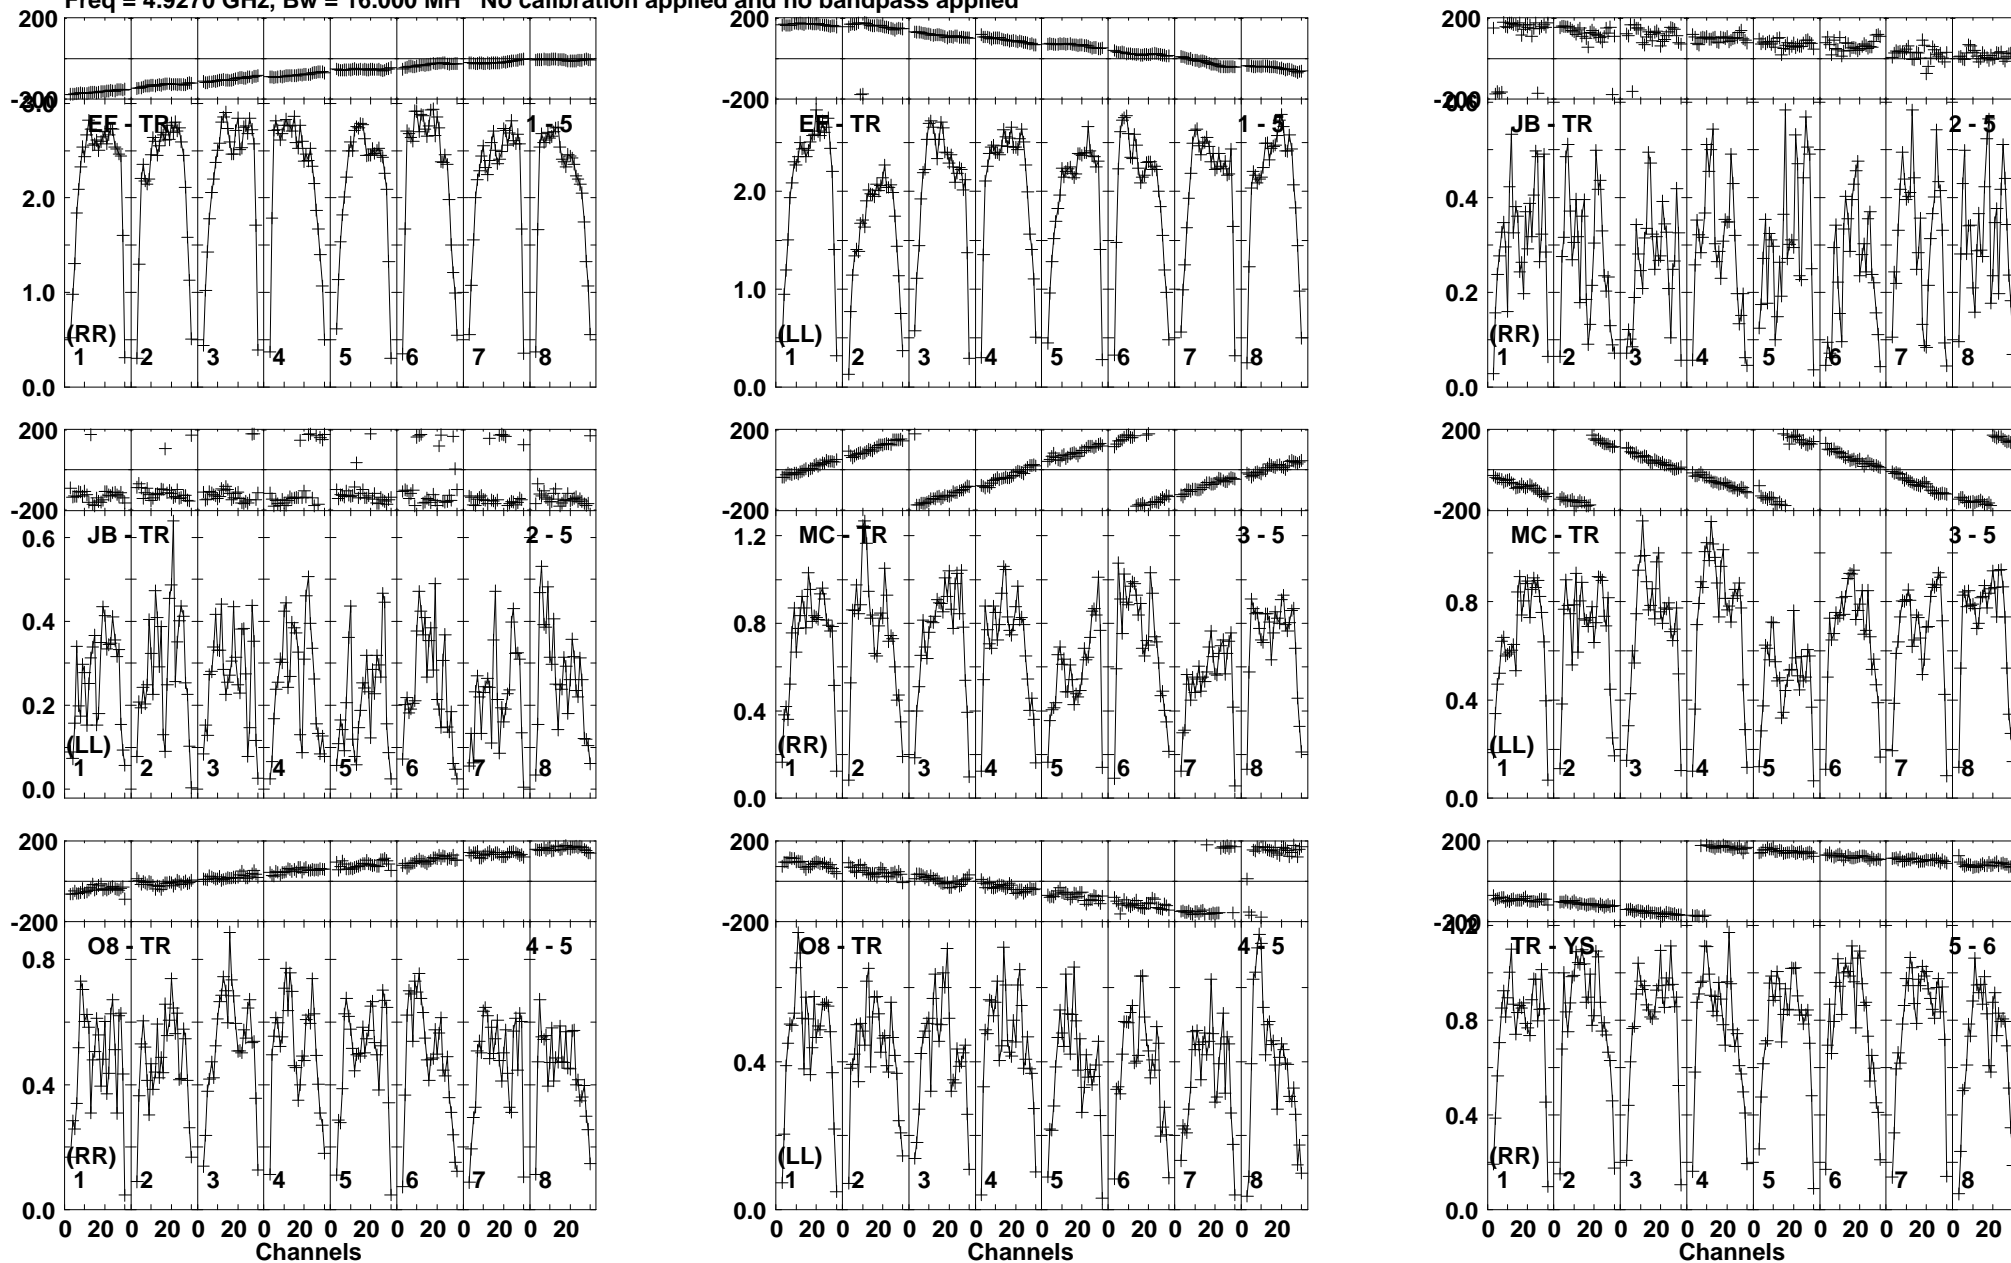 Freq = 4.9270 GHz, Bw = 16.000 MH No calibration applied and no bandpass applied
200 200 200
-200 -200 -200
3.0 0.6
EF - TR 1 - 5 EF - TR 1 - 5 JB - TR 2 - 5
2.0 2.0 0.4
1.0 1.0 0.2
(RR) (LL) (RR)
1 2 3 4 5 6 7 8 1 2 3 4 5 6 7 8 1 2 3 4 5 6 7 8
0.0 0.0 0.0
200 200 200
-200 -200 -200
JB - TR 2 - 5 MC - TR 3 - 5 MC - TR 3 - 5
0.6 1.2
0.4 0.8 0.8
0.2 0.4 0.4
(LL) (RR) (LL)
1 2 3 4 5 6 7 8 1 2 3 4 5 6 7 8 1 2 3 4 5 6 7 8
0.0 0.0 0.0
200 200 200
-200 -200 -200
1.2
O8 - TR 4 - 5 O8 - TR 4 - 5 TR - YS 5 - 6
0.8 0.8
0.4 0.4 0.4
(RR) (LL) (RR)
1 2 3 4 5 6 7 8 1 2 3 4 5 6 7 8 1 2 3 4 5 6 7 8
0.0 0.0 0.0
0 20 0 20 0 20 0 20 0 20 0 20 0 20 0 20 0 20 0 20 0 20 0 20 0 20 0 20 0 20 0 20 0 20 0 20 0 20 0 20 0 20 0 20 0 20 0 20
Channels Channels Channels